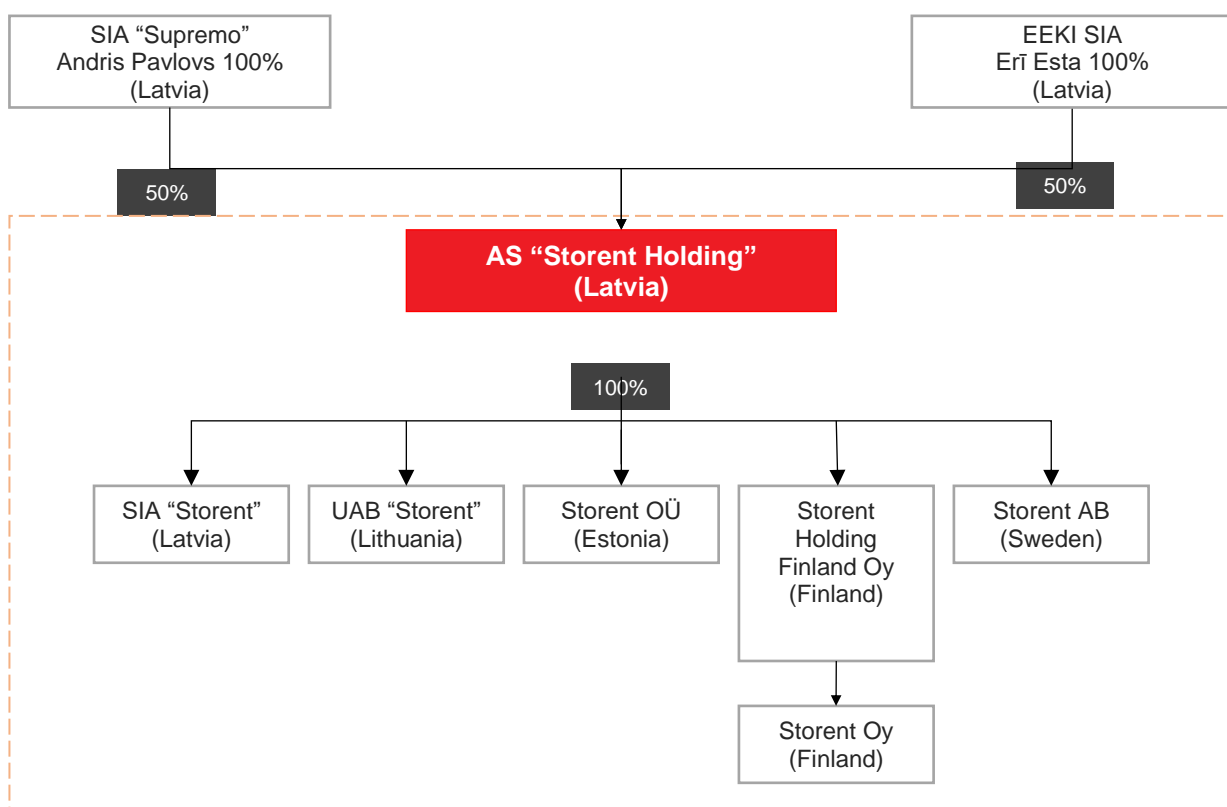 SIA “Supremo”
Andris Pavlovs 100%
(Latvia)
EEKI SIA
Erī Esta 100%
(Latvia)
50%
50%
AS “Storent Holding”
(Latvia)
100%
SIA “Storent”
(Latvia)
UAB “Storent”
(Lithuania)
Storent OÜ
(Estonia)
Storent
Holding
Finland Oy
(Finland)
Storent AB
(Sweden)
Storent Oy
(Finland)